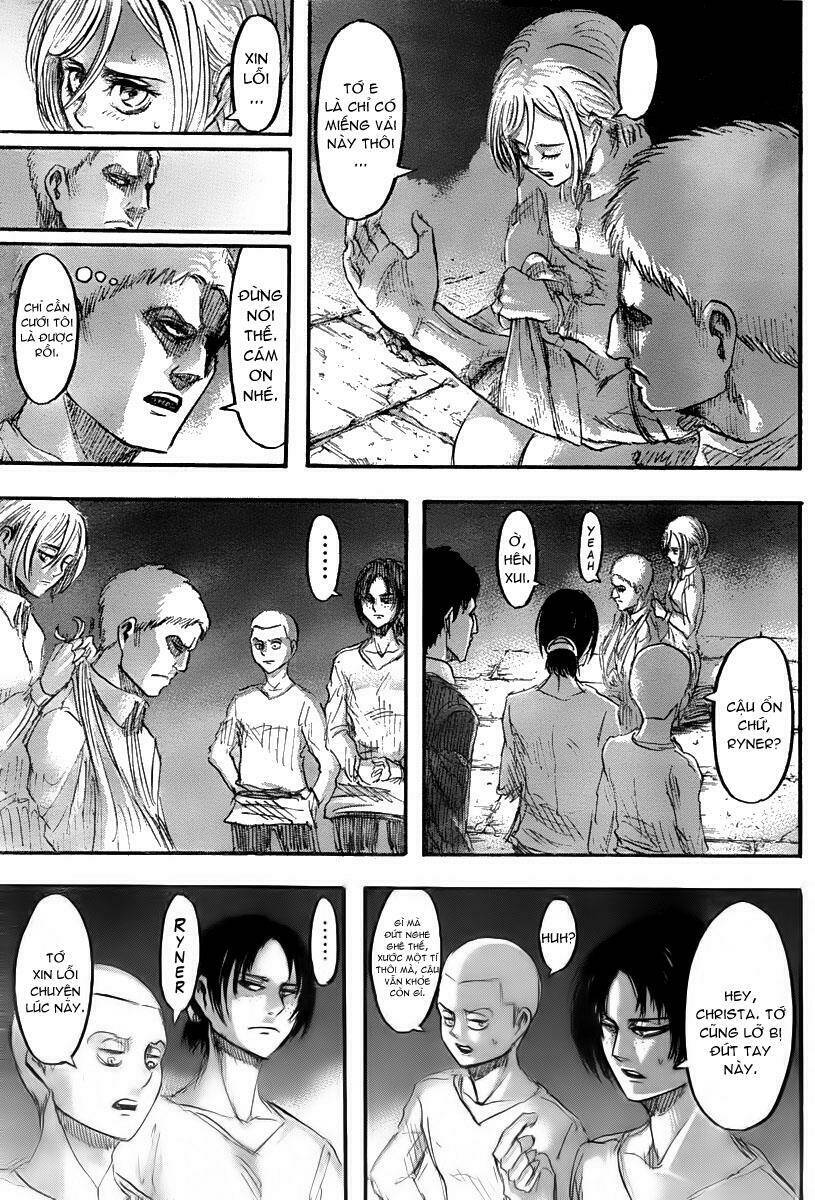 TỚ E
LÀ CHỈ CÓ
MIẾNG VẢI
NÀY THÔI
...
XIN
LỖI
...
ĐỪNG
NÓI
THẾ.
CÁM
ƠN
NHÉ.
CHỈ CẦN
CƯỚI TÔI
LÀ ĐƯỢC
RỒI.
CẬU ỔN
CHỨ,
RYNER?
YEAH
Ờ,
HÊN
XUI.
......
HEY,
CHRISTA. TỚ
CŨNG LỠ BỊ
ĐỨT TAY
NÀY.
HUH?
GÌ MÀ
ĐỨT NGHE
GHÊ THẾ,
XƯỚC MỘT TÍ
THÔI MÀ, CẬU
VẪN KHỎE
CÒN GÌ.
......
RYNER
TỚ
XIN LỖI
CHUYỆN
LÚC NÃY.